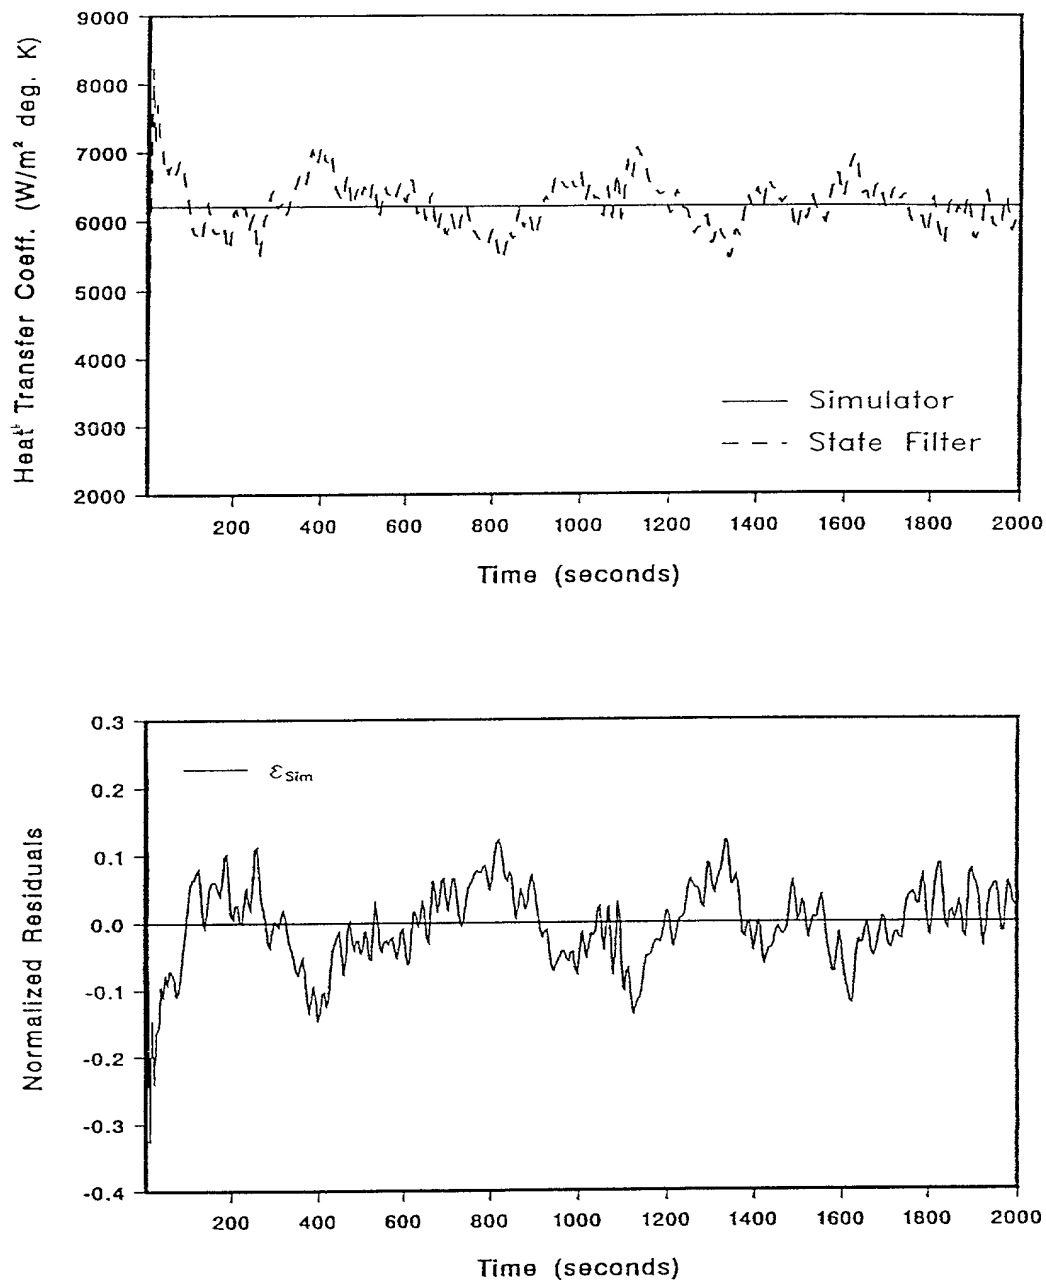 9000
8000
7000
6000
5000
4000
3000
2000
Heat Transfer Coeff. (W/m² deg. K)
Simulator
State Filter
200 400 600 800 1000 1200 1400 1600 1800 2000
Time (seconds)
0.3
0.2
0.1
0.0
-0.1
-0.2
-0.3
-0.4
Normalized Residuals
εSim
200 400 600 800 1000 1200 1400 1600 1800 2000
Time (seconds)